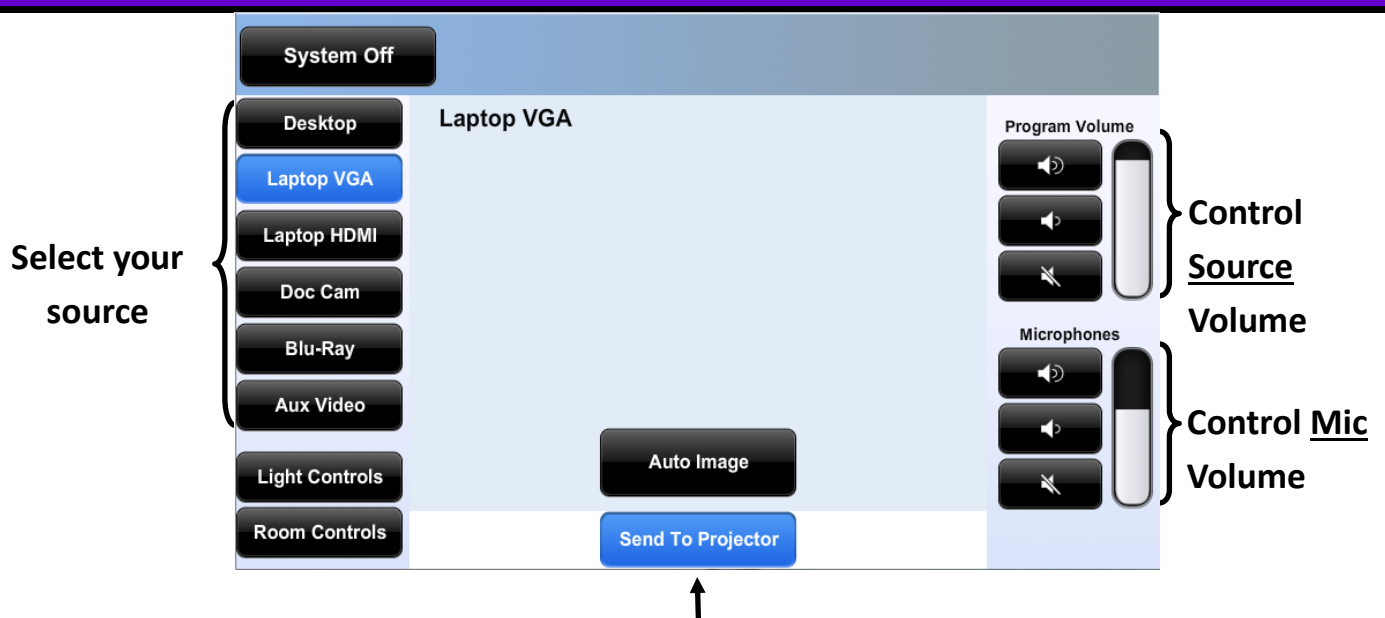 System Off
Select your
source
Desktop
Laptop VGA
Laptop HDMI
Doc Cam
Blu-Ray
Aux Video
Light Controls
Room Controls
Laptop VGA
Auto Image
Send To Projector
Program Volume
Microphones
Control
Source
Volume
Control Mic
Volume